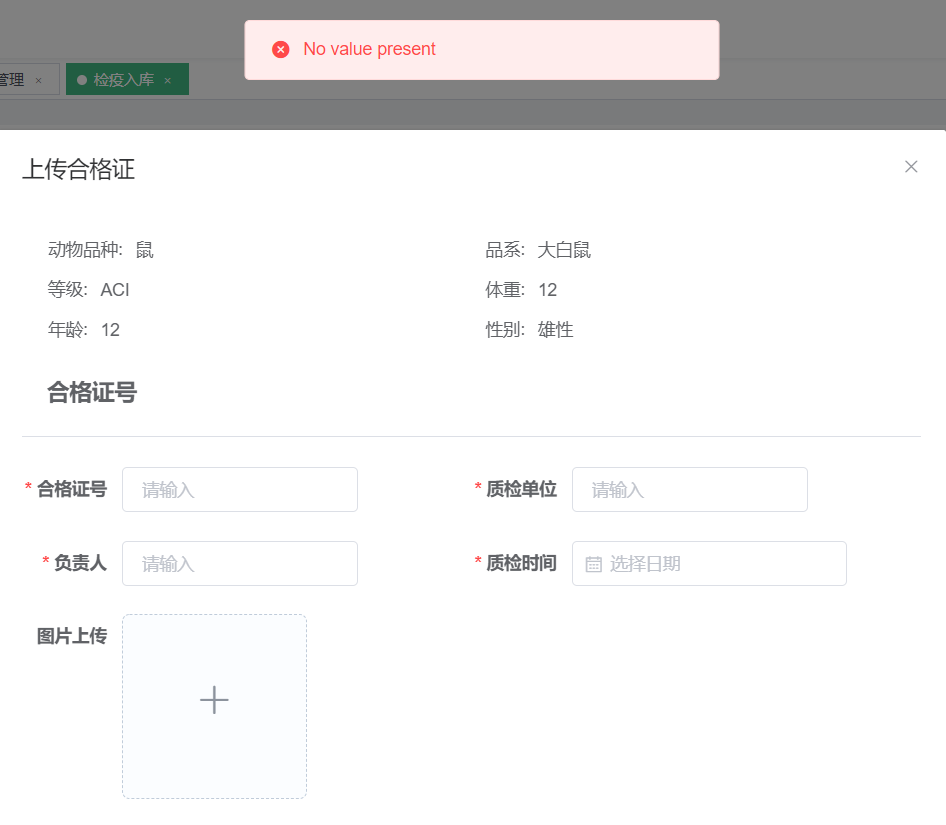 No value present
管理 ×
检疫入库 ×
上传合格证
动物品种: 鼠 品系: 大白鼠
等级: ACI 体重: 12
年龄: 12 性别: 雄性
合格证号
* 合格证号 请输入 * 质检单位 请输入
* 负责人 请输入 * 质检时间 选择日期
图片上传